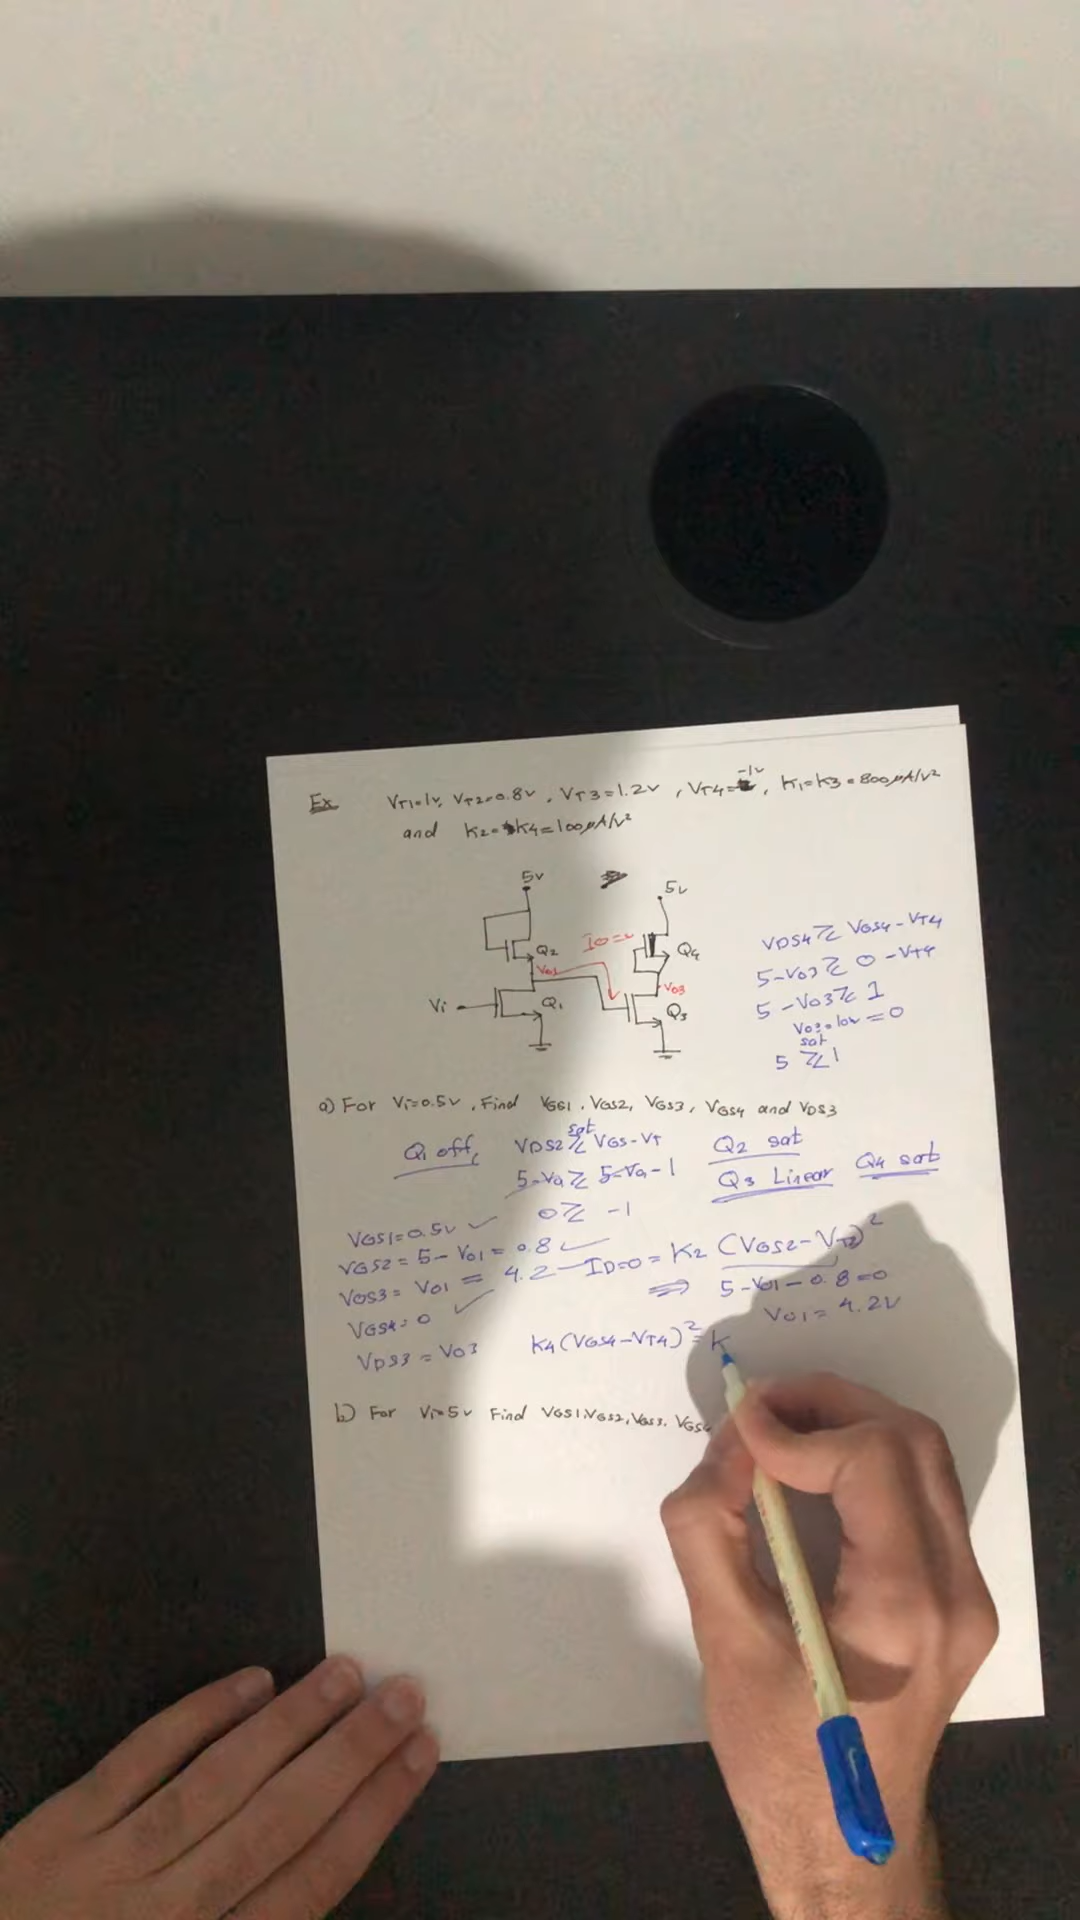 Ex VT1=1v, VT2=0.8v, VT3=1.2v, VT4=-1v, K1=K3=800μA/v²
and K2=K4=100μA/v²
5v
5v
I0=
Q2
Q4
Vo1
Vo3
Vi
Q1
Q3
VDS4 ≥ VGS4-VT4
5-Vo3 ≥ 0-VT4
5-Vo3 ≥ 1
Vo3=low=0
sat
5 ≥ 1
a) For Vi=0.5v, Find VGS1, VGS2, VGS3, VGS4 and VDS3
Q1 off,
sat
VDS2 ≥ VGS-VT
5-Vo ≥ 5-Vo-1
0 ≥ -1
Q2 sat
Q3 Linear
Q4 sat
VGS1=0.5v ✓
VGS2=5-Vo1=0.8 ✓
VGS3=Vo1=4.2
VGS4=0 ✓
VDS3=Vo3
ID=0=K2 (VGS2-VT2)²
⇒ 5-Vo1-0.8=0
Vo1=4.2V
K4(VGS4-VT4)²=K
b) For Vi=5v Find VGS1, VGS2, VGS3, VGS4